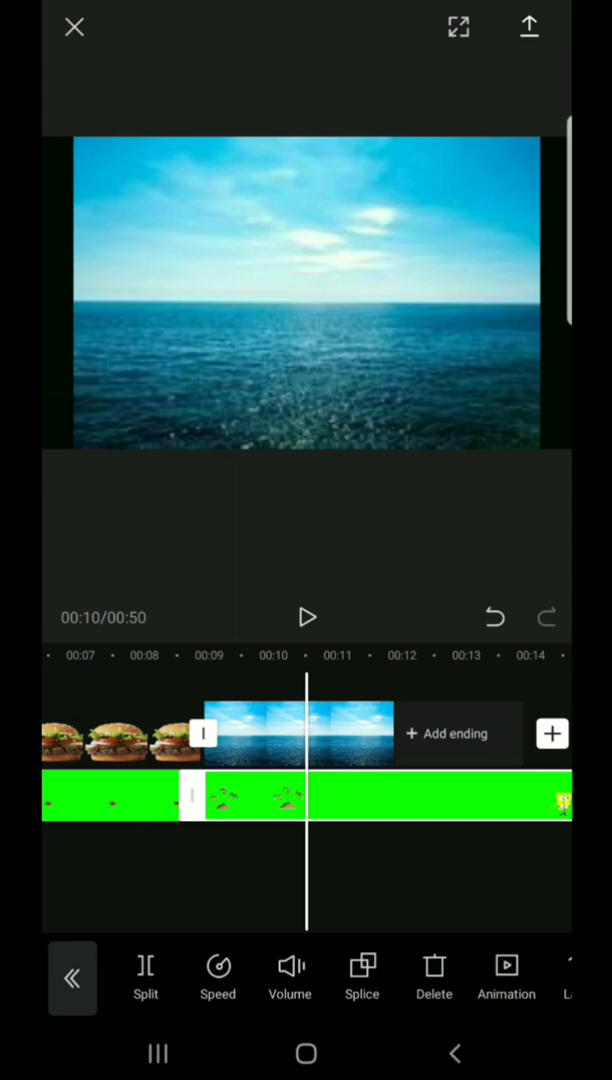 00:10/00:50
00:07 00:08 00:09 00:10 00:11 00:12 00:13 00:14
+ Add ending
Split Speed Volume Splice Delete Animation